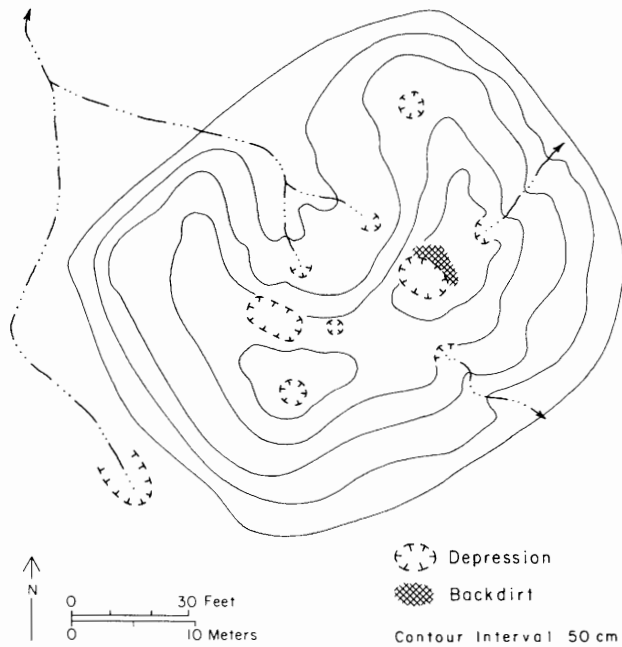 Depression
Backdirt
Contour Interval 50 cm
N
0 30 Feet
0 10 Meters